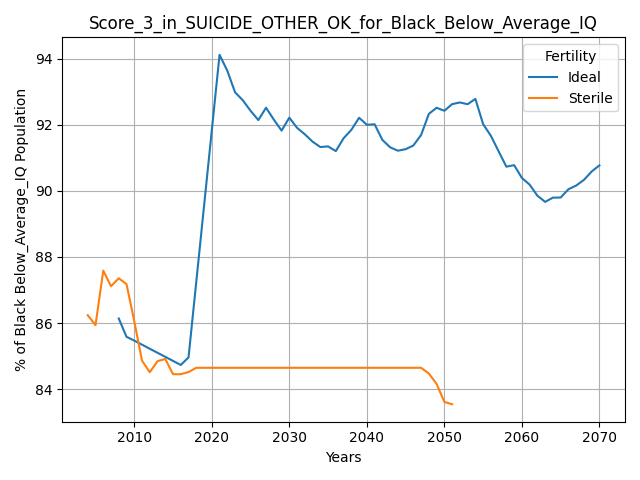 Score_3_in_SUICIDE_OTHER_OK_for_Black_Below_Average_IQ
% of Black Below_Average_IQ Population
94
92
90
88
86
84
Fertility
Ideal
Sterile
2010 2020 2030 2040 2050 2060 2070
Years